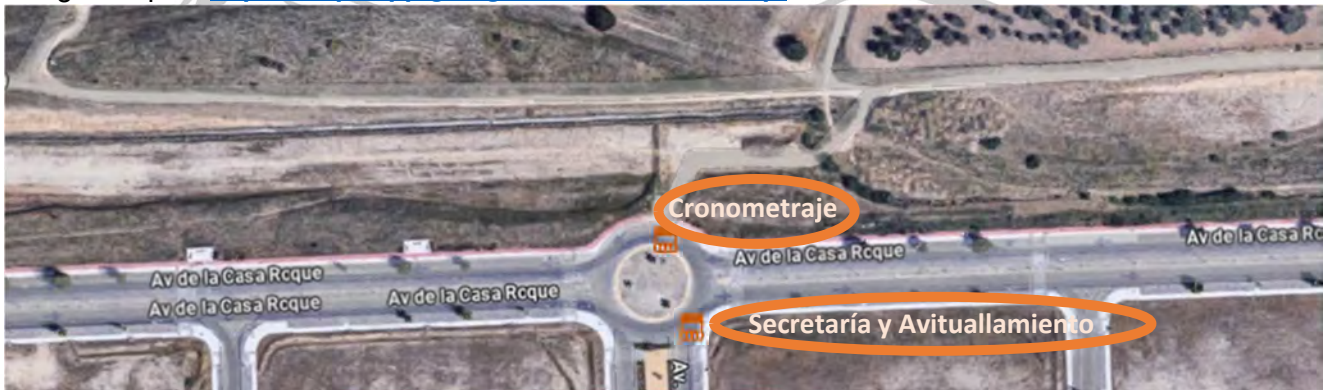 Cronometraje
Av de la Casa Rcque
Av de la Casa Rc
Av de la Casa Rcque
Av de la Casa Rcque
Av de la Casa Rcque
Secretaría y Avituallamiento
Av.